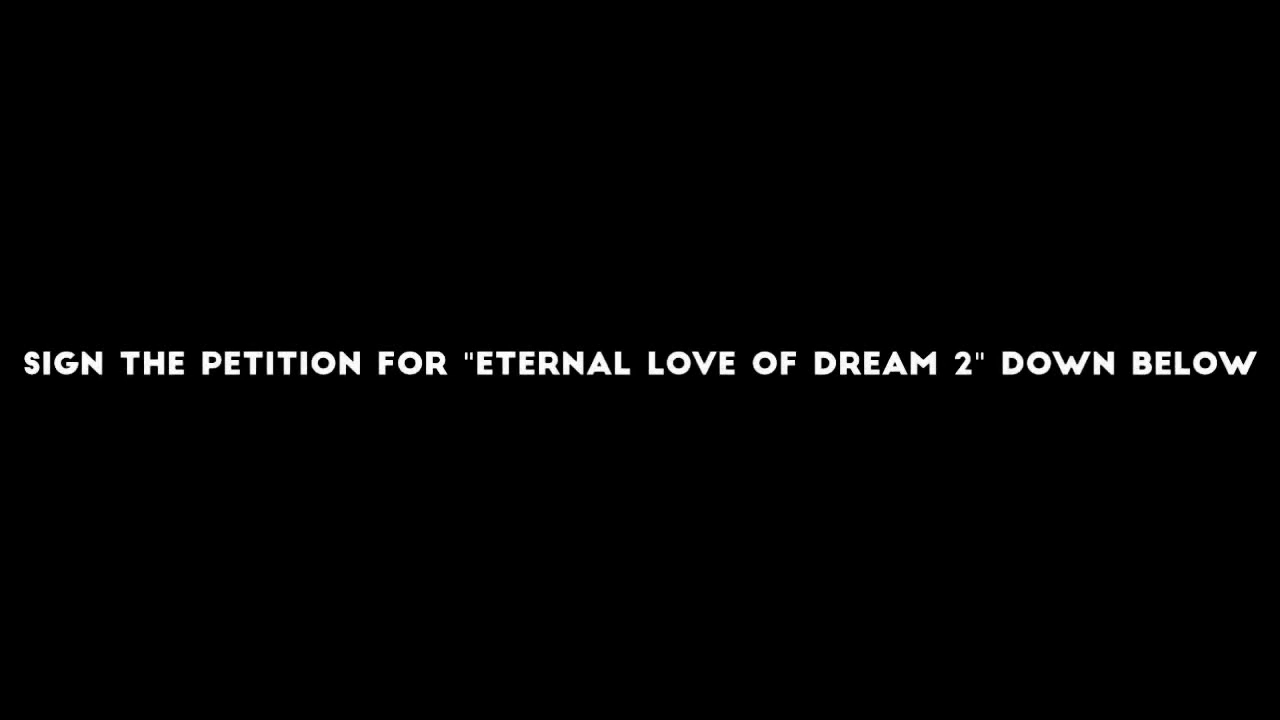 SIGN THE PETITION FOR "ETERNAL LOVE OF DREAM 2" DOWN BELOW